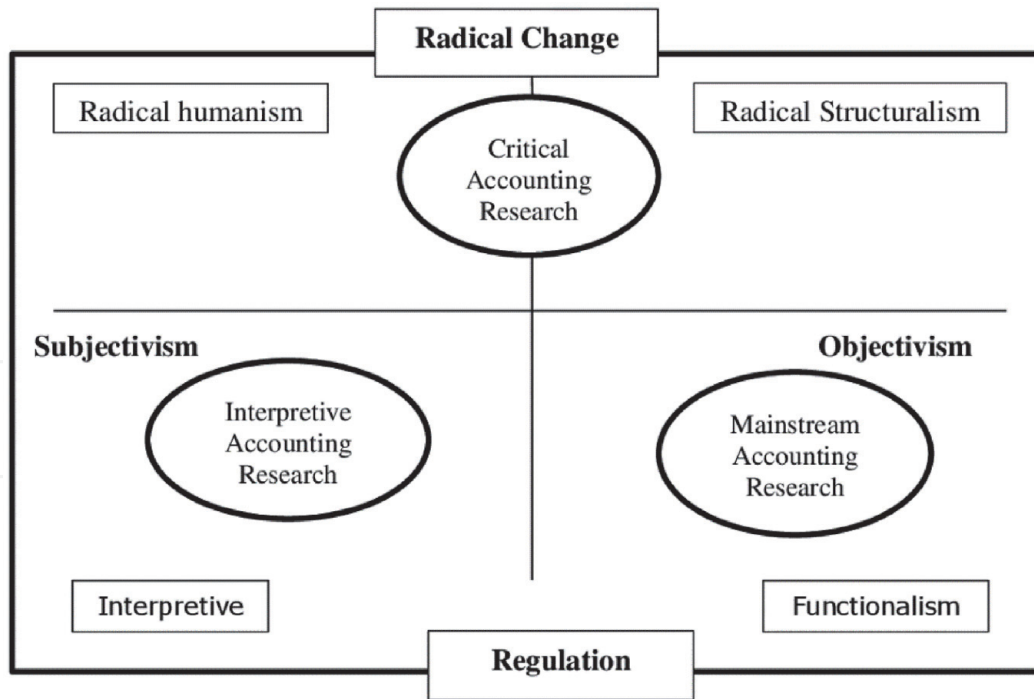 Radical Change
Radical humanism
Radical Structuralism
Critical
Accounting
Research
Subjectivism
Objectivism
Interpretive
Accounting
Research
Mainstream
Accounting
Research
Interpretive
Functionalism
Regulation